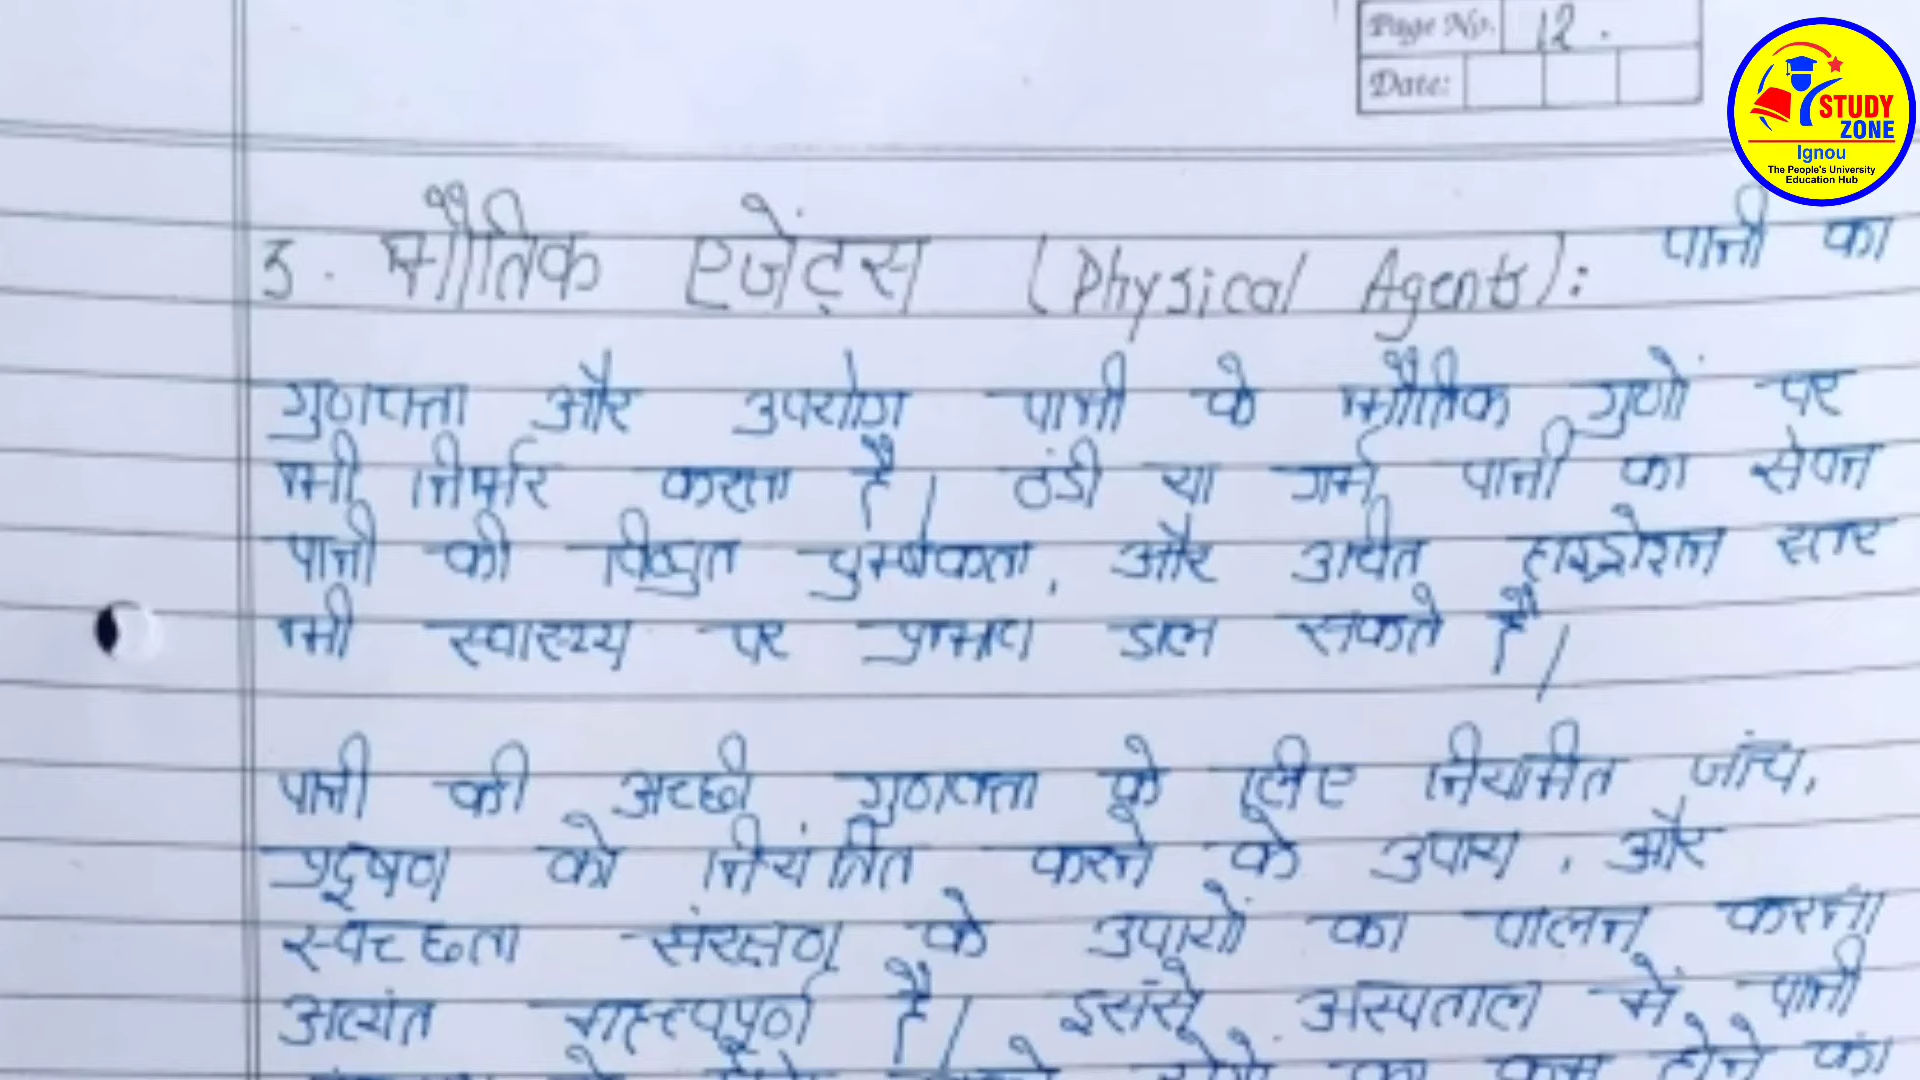 Page No. 12.
Date:
STUDY
ZONE
Ignou
The People's University
Education Hub
3. भौतिक एजेंट्स (Physical Agents): पानी का
गुणवत्ता और उपयोग पानी के भौतिक गुणों पर
भी निर्भर करता है। ठंडी या गर्म पानी का सेवन
पानी की विद्युत चुम्बकता, और उचित हाइड्रेशन स्तर
भी स्वास्थ्य पर प्रभाव डाल सकते हैं।
पानी की अच्छी गुणवत्ता के लिए नियमित जांच,
प्रदूषण को नियंत्रित करने के उपाय, और
स्वच्छता संरक्षण के उपायों का पालन करना
अत्यंत महत्वपूर्ण है। इससे अस्पताल में पानी